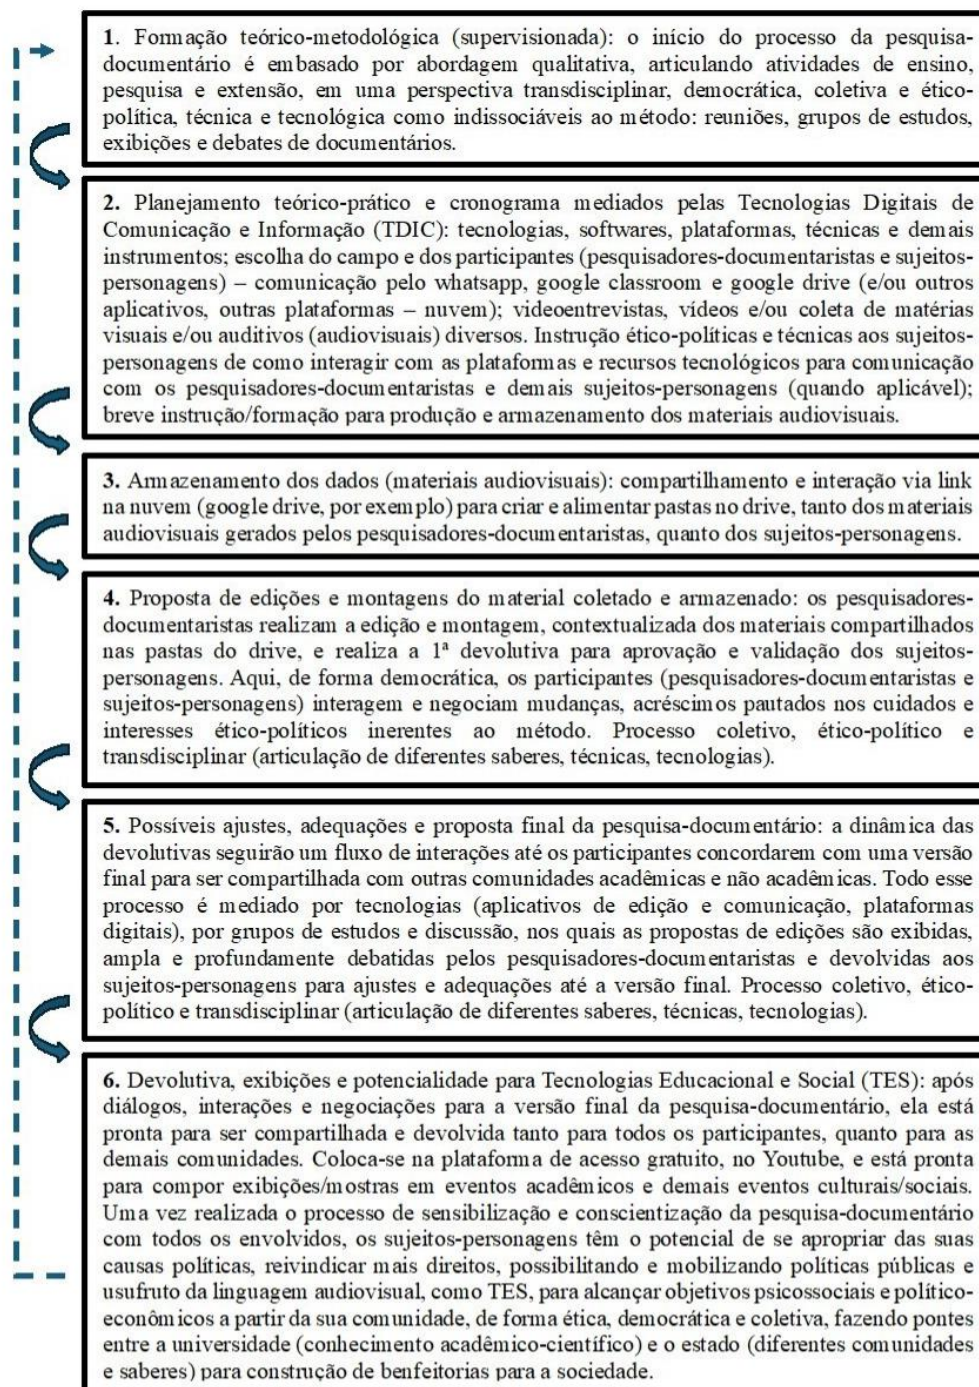 1. Formação teórico-metodológica (supervisionada): o início do processo da pesquisa-
documentário é embasado por abordagem qualitativa, articulando atividades de ensino,
pesquisa e extensão, em uma perspectiva transdisciplinar, democrática, coletiva e ético-
política, técnica e tecnológica como indissociáveis ao método: reuniões, grupos de estudos,
exibições e debates de documentários.
2. Planejamento teórico-prático e cronograma mediados pelas Tecnologias Digitais de
Comunicação e Informação (TDIC): tecnologias, softwares, plataformas, técnicas e demais
instrumentos; escolha do campo e dos participantes (pesquisadores-documentaristas e sujeitos-
personagens) – comunicação pelo whatsapp, google classroom e google drive (e/ou outros
aplicativos, outras plataformas – nuvem); videoentrevistas, vídeos e/ou coleta de matérias
visuais e/ou auditivos (audiovisuais) diversos. Instrução ético-políticas e técnicas aos sujeitos-
personagens de como interagir com as plataformas e recursos tecnológicos para comunicação
com os pesquisadores-documentaristas e demais sujeitos-personagens (quando aplicável);
breve instrução/formação para produção e armazenamento dos materiais audiovisuais.
3. Armazenamento dos dados (materiais audiovisuais): compartilhamento e interação via link
na nuvem (google drive, por exemplo) para criar e alimentar pastas no drive, tanto dos materiais
audiovisuais gerados pelos pesquisadores-documentaristas, quanto dos sujeitos-personagens.
4. Proposta de edições e montagens do material coletado e armazenado: os pesquisadores-
documentaristas realizam a edição e montagem, contextualizada dos materiais compartilhados
nas pastas do drive, e realiza a 1ª devolutiva para aprovação e validação dos sujeitos-
personagens. Aqui, de forma democrática, os participantes (pesquisadores-documentaristas e
sujeitos-personagens) interagem e negociam mudanças, acréscimos pautados nos cuidados e
interesses ético-políticos inerentes ao método. Processo coletivo, ético-político e
transdisciplinar (articulação de diferentes saberes, técnicas, tecnologias).
5. Possíveis ajustes, adequações e proposta final da pesquisa-documentário: a dinâmica das
devolutivas seguirão um fluxo de interações até os participantes concordarem com uma versão
final para ser compartilhada com outras comunidades acadêmicas e não acadêmicas. Todo esse
processo é mediado por tecnologias (aplicativos de edição e comunicação, plataformas
digitais), por grupos de estudos e discussão, nos quais as propostas de edições são exibidas,
ampla e profundamente debatidas pelos pesquisadores-documentaristas e devolvidas aos
sujeitos-personagens para ajustes e adequações até a versão final. Processo coletivo, ético-
político e transdisciplinar (articulação de diferentes saberes, técnicas, tecnologias).
6. Devolutiva, exibições e potencialidade para Tecnologias Educacional e Social (TES): após
diálogos, interações e negociações para a versão final da pesquisa-documentário, ela está
pronta para ser compartilhada e devolvida tanto para todos os participantes, quanto para as
demais comunidades. Coloca-se na plataforma de acesso gratuito, no Youtube, e está pronta
para compor exibições/mostras em eventos acadêmicos e demais eventos culturais/sociais.
Uma vez realizada o processo de sensibilização e conscientização da pesquisa-documentário
com todos os envolvidos, os sujeitos-personagens têm o potencial de se apropriar das suas
causas políticas, reivindicar mais direitos, possibilitando e mobilizando políticas públicas e
usufruto da linguagem audiovisual, como TES, para alcançar objetivos psicossociais e político-
econômicos a partir da sua comunidade, de forma ética, democrática e coletiva, fazendo pontes
entre a universidade (conhecimento acadêmico-científico) e o estado (diferentes comunidades
e saberes) para construção de benfeitorias para a sociedade.